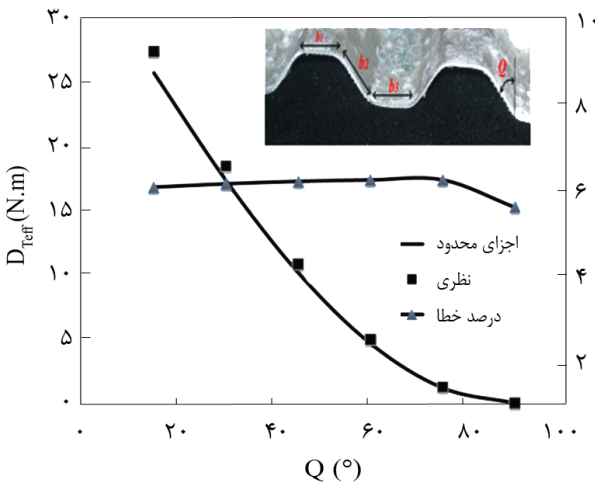 ۳۰
۲۵
۲۰
۱۵
۱۰
۵
۰
D_Teff (N.m)
۱۰
۸
۶
۴
۲
b₁
b₂
b₃
Q
اجزای محدود
نظری
درصد خطا
۰ ۲۰ ۴۰ ۶۰ ۸۰ ۱۰۰
Q (°)